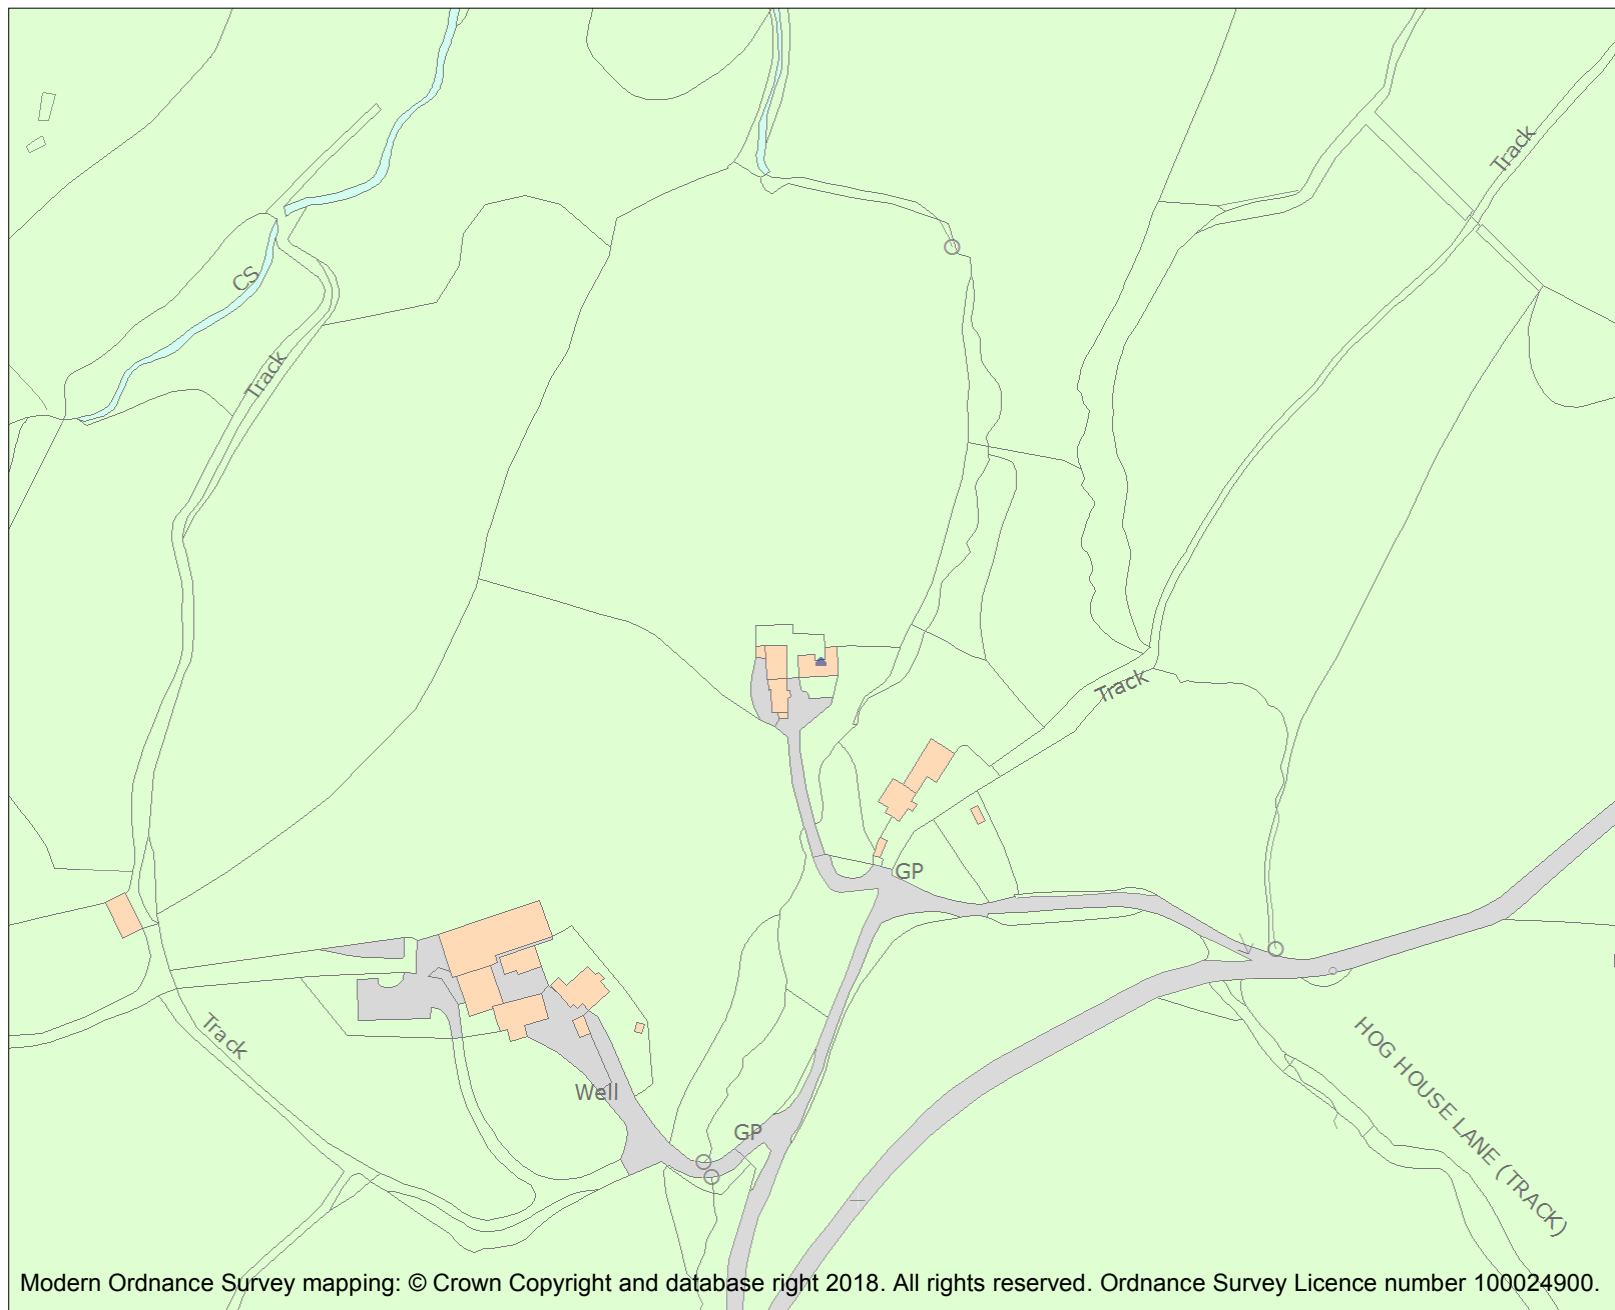 Track
CS
Track
Track
GP
HOG HOUSE LANE (TRACK)
Track
Well
GP
Modern Ordnance Survey mapping: © Crown Copyright and database right 2018. All rights reserved. Ordnance Survey Licence number 100024900.